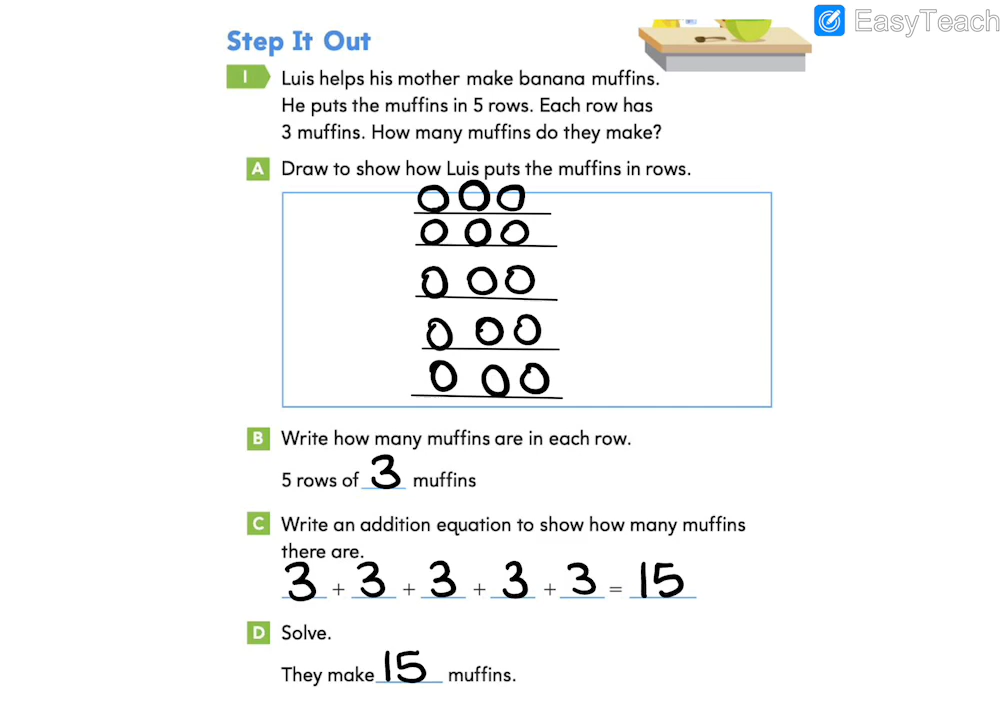 EasyTeach
Step It Out
1 Luis helps his mother make banana muffins.
He puts the muffins in 5 rows. Each row has
3 muffins. How many muffins do they make?
A Draw to show how Luis puts the muffins in rows.
B Write how many muffins are in each row.
5 rows of 3 muffins
C Write an addition equation to show how many muffins
there are.
3 + 3 + 3 + 3 + 3 = 15
D Solve.
They make 15 muffins.